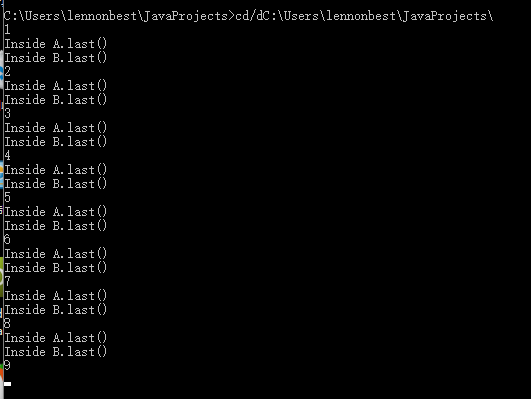 C:\Users\lennonbest\JavaProjects>cd/dC:\Users\lennonbest\JavaProjects\
1
Inside A.last()
Inside B.last()
2
Inside A.last()
Inside B.last()
3
Inside A.last()
Inside B.last()
4
Inside A.last()
Inside B.last()
5
Inside A.last()
Inside B.last()
6
Inside A.last()
Inside B.last()
7
Inside A.last()
Inside B.last()
8
Inside A.last()
Inside B.last()
9